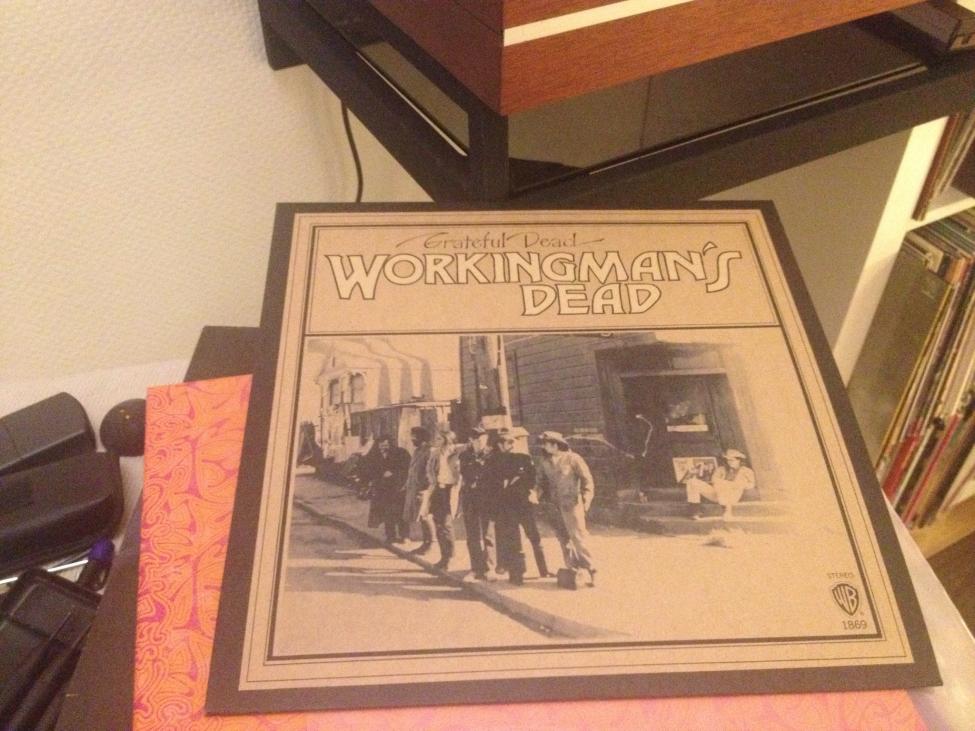 Grateful Dead
WORKINGMAN'S
DEAD
STEREO
WB
1869